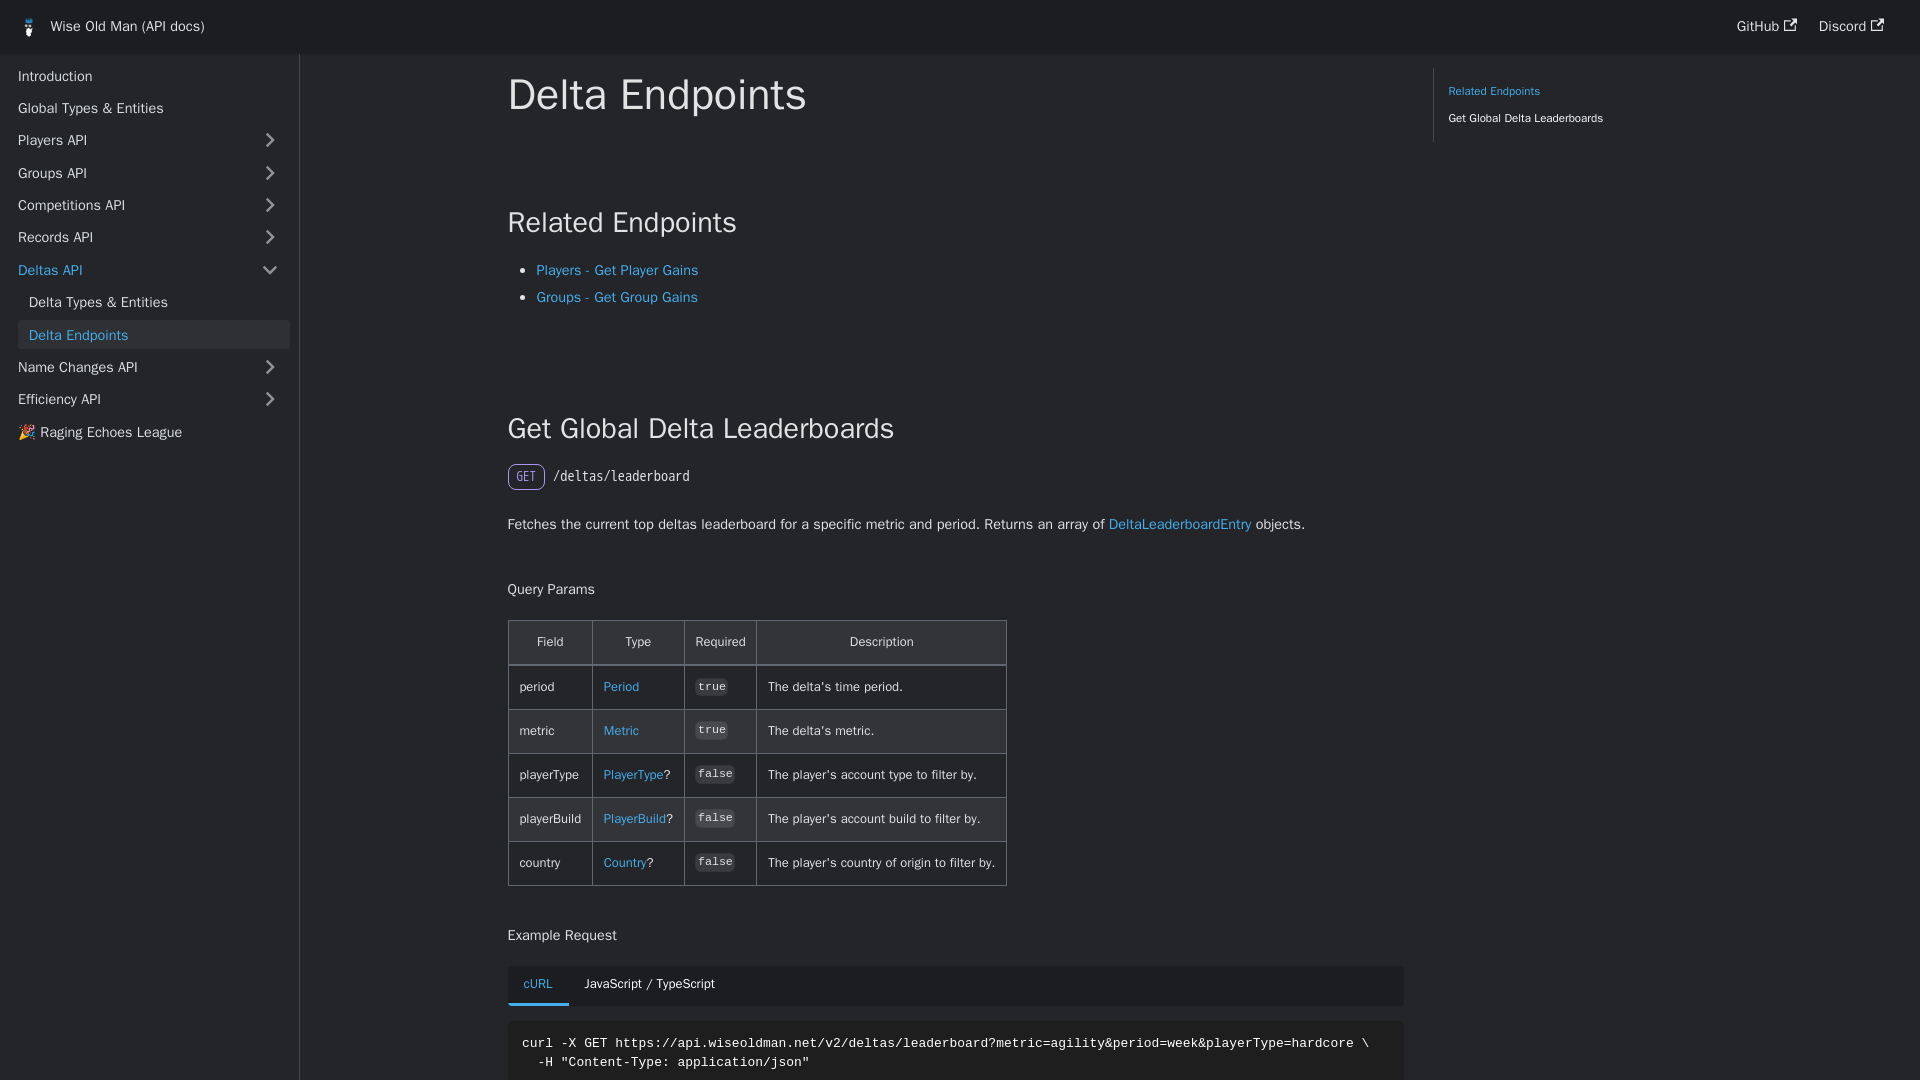 Wise Old Man (API docs)
GitHub
Discord
Introduction
Global Types & Entities
Players API
Groups API
Competitions API
Records API
Deltas API
Delta Types & Entities
Delta Endpoints
Name Changes API
Efficiency API
🎉 Raging Echoes League
Delta Endpoints
Related Endpoints
Players - Get Player Gains
Groups - Get Group Gains
Get Global Delta Leaderboards
GET /deltas/leaderboard
Fetches the current top deltas leaderboard for a specific metric and period. Returns an array of DeltaLeaderboardEntry objects.
Query Params
Field Type Required Description
period Period true The delta's time period.
metric Metric true The delta's metric.
playerType PlayerType? false The player's account type to filter by.
playerBuild PlayerBuild? false The player's account build to filter by.
country Country? false The player's country of origin to filter by.
Example Request
cURL JavaScript / TypeScript
curl -X GET https://api.wiseoldman.net/v2/deltas/leaderboard?metric=agility&period=week&playerType=hardcore \
-H "Content-Type: application/json"
Related Endpoints
Get Global Delta Leaderboards